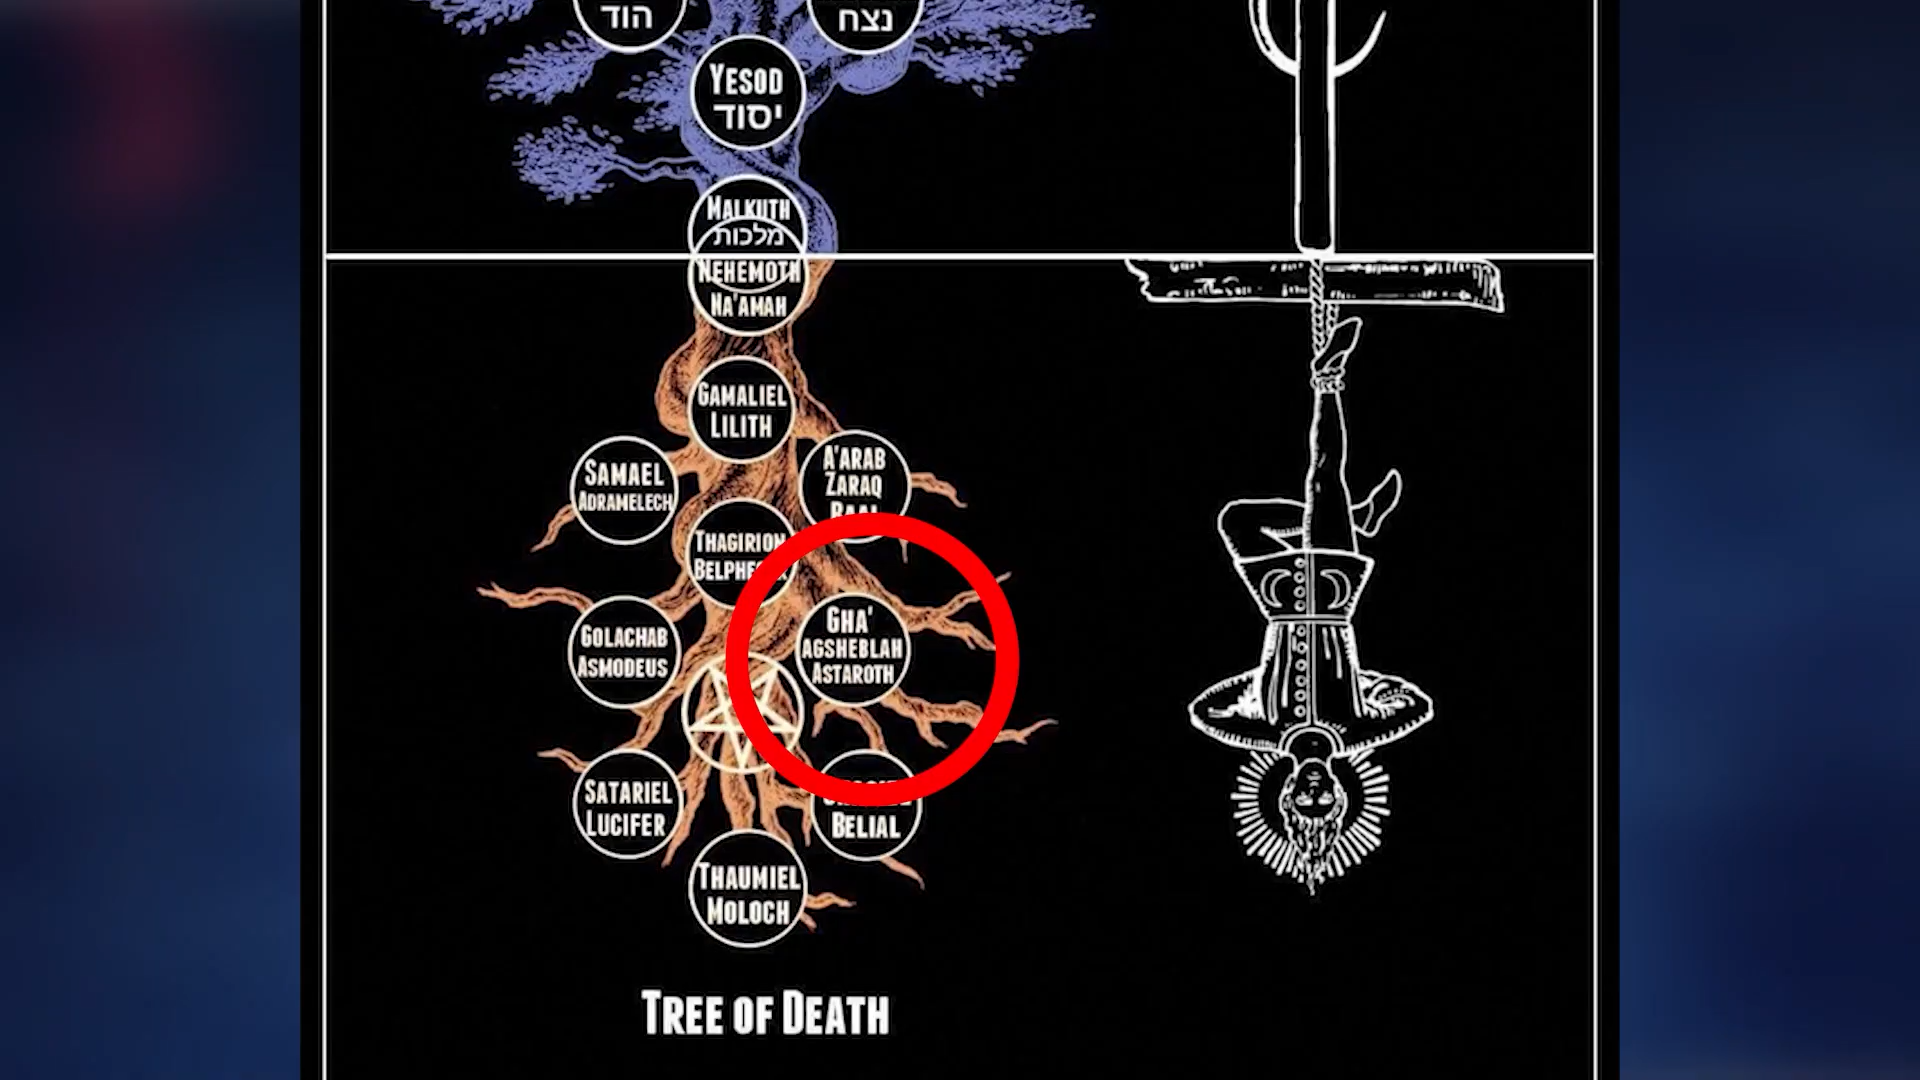 הוד
נצח
YESOD
יסוד
MALKUTH
מלכות
NEHEMOTH
NA'AMAH
GAMALIEL
LILITH
SAMAEL
ADRAMELECH
A'ARAB
ZARAQ
BAAL
THAGIRION
GOLACHAB
ASMODEUS
GHA'
AGSHEBLAH
ASTAROTH
SATARIEL
LUCIFER
BELIAL
THAUMIEL
MOLOCH
TREE OF DEATH